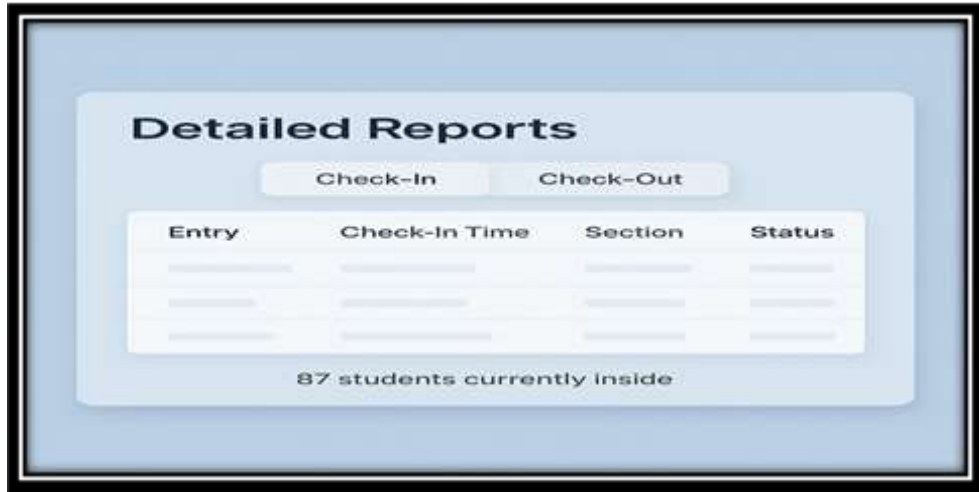 Detailed Reports
Check-In Check-Out
Entry Check-In Time Section Status
87 students currently inside